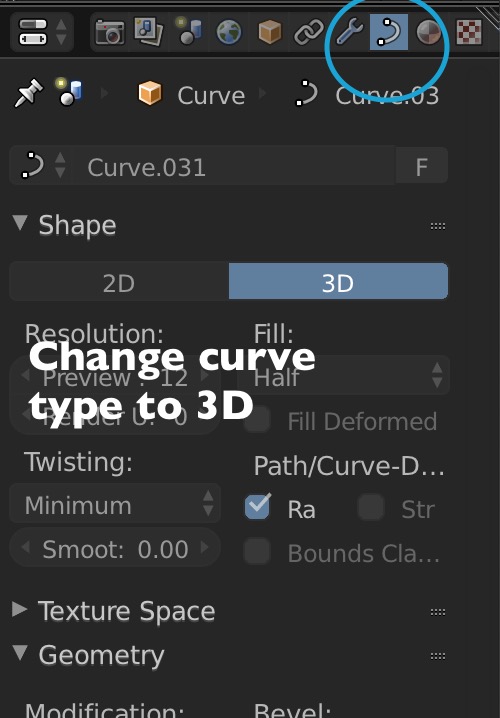 Curve Curve.03
Curve.031 F
Shape
2D 3D
Resolution: Fill:
Change curve
type to 3D
Preview : 12 Half
Render U: 0 Fill Deformed
Twisting: Path/Curve-D...
Minimum Ra Str
Smoot: 0.00 Bounds Cla...
Texture Space
Geometry
Modification: Bevel: